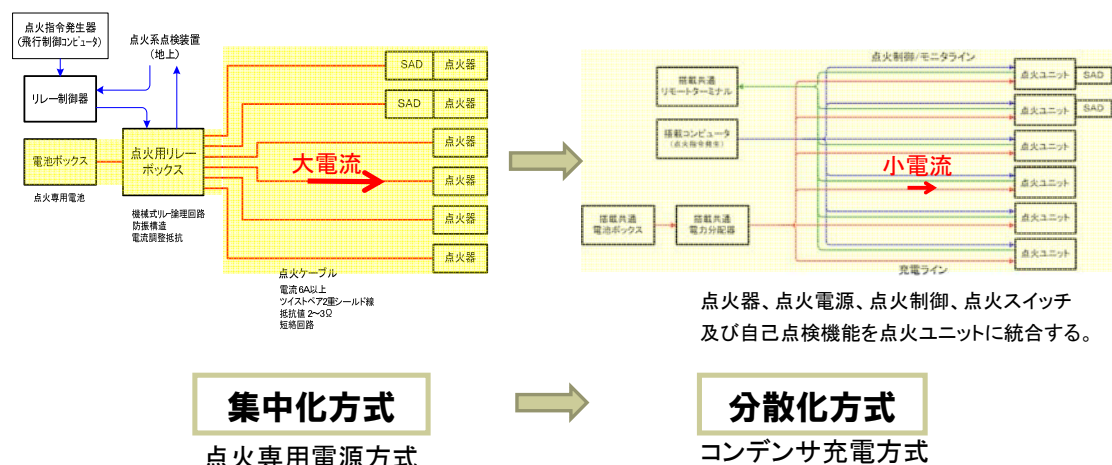 点火指令発生器
(飛行制御コンピュータ)
点火系点検装置
(地上)
リレー制御器
電池ボックス
点火専用電池
点火用リレー
ボックス
機械式リレー論理回路
防振構造
電流調整抵抗
SAD
点火器
SAD
点火器
点火器
大電流
点火器
点火器
点火器
点火ケーブル
電流6A以上
ツイストペア2重シールド線
抵抗値 2～3Ω
短絡回路
点火制御/モニタライン
搭載共通
リモートターミナル
搭載コンピュータ
(点火指令発生)
搭載共通
電池ボックス
搭載共通
電力分配器
点火ユニット
SAD
点火ユニット
SAD
点火ユニット
小電流
点火ユニット
点火ユニット
点火ユニット
充電ライン
点火器、点火電源、点火制御、点火スイッチ
及び自己点検機能を点火ユニットに統合する。
集中化方式
点火専用電源方式
分散化方式
コンデンサ充電方式